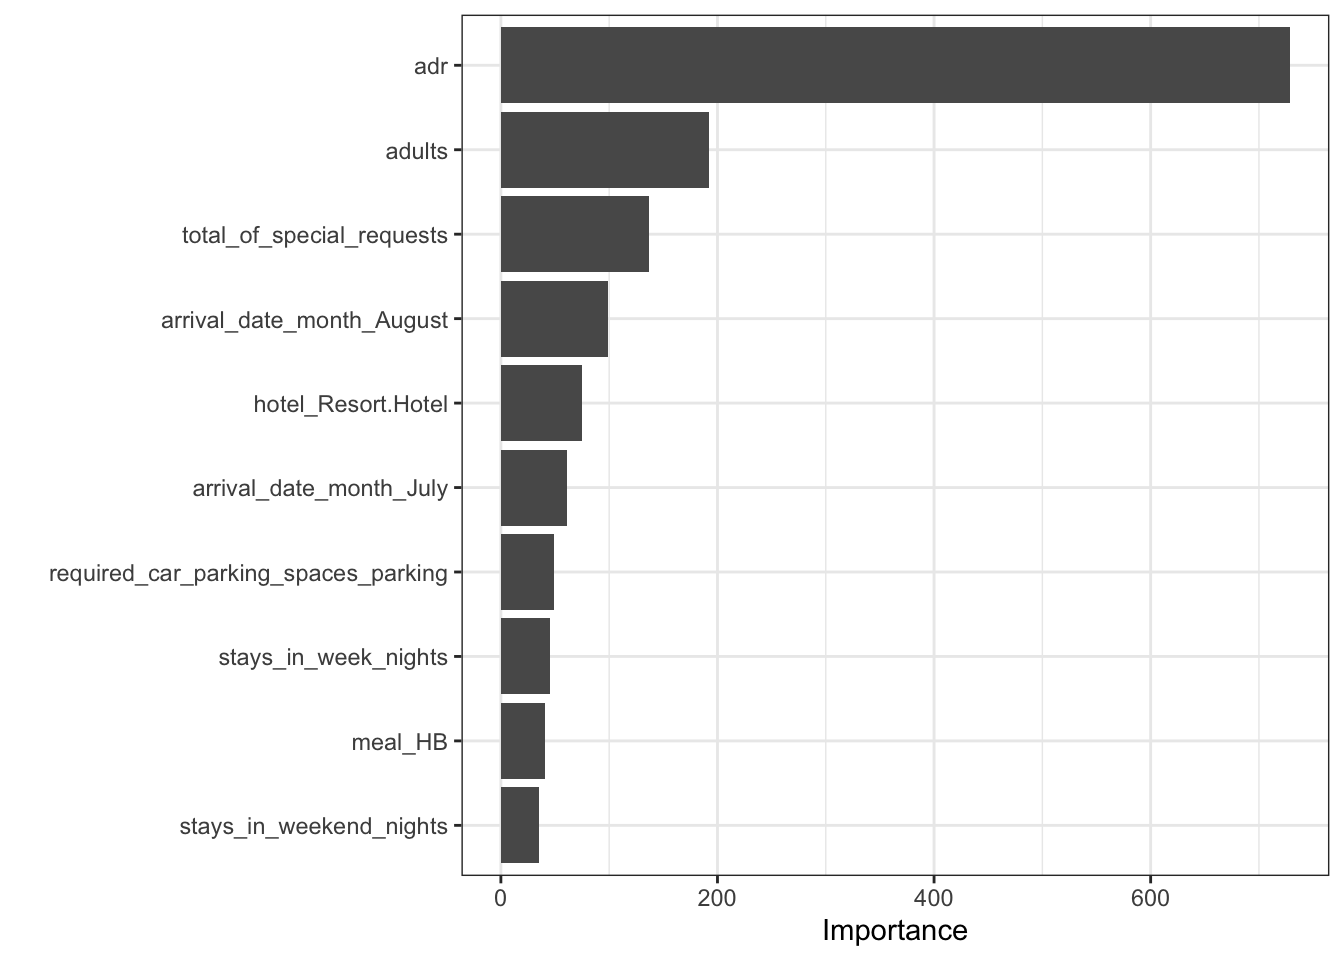 adr
adults
total_of_special_requests
arrival_date_month_August
hotel_Resort.Hotel
arrival_date_month_July
required_car_parking_spaces_parking
stays_in_week_nights
meal_HB
stays_in_weekend_nights
0 200 400 600
Importance